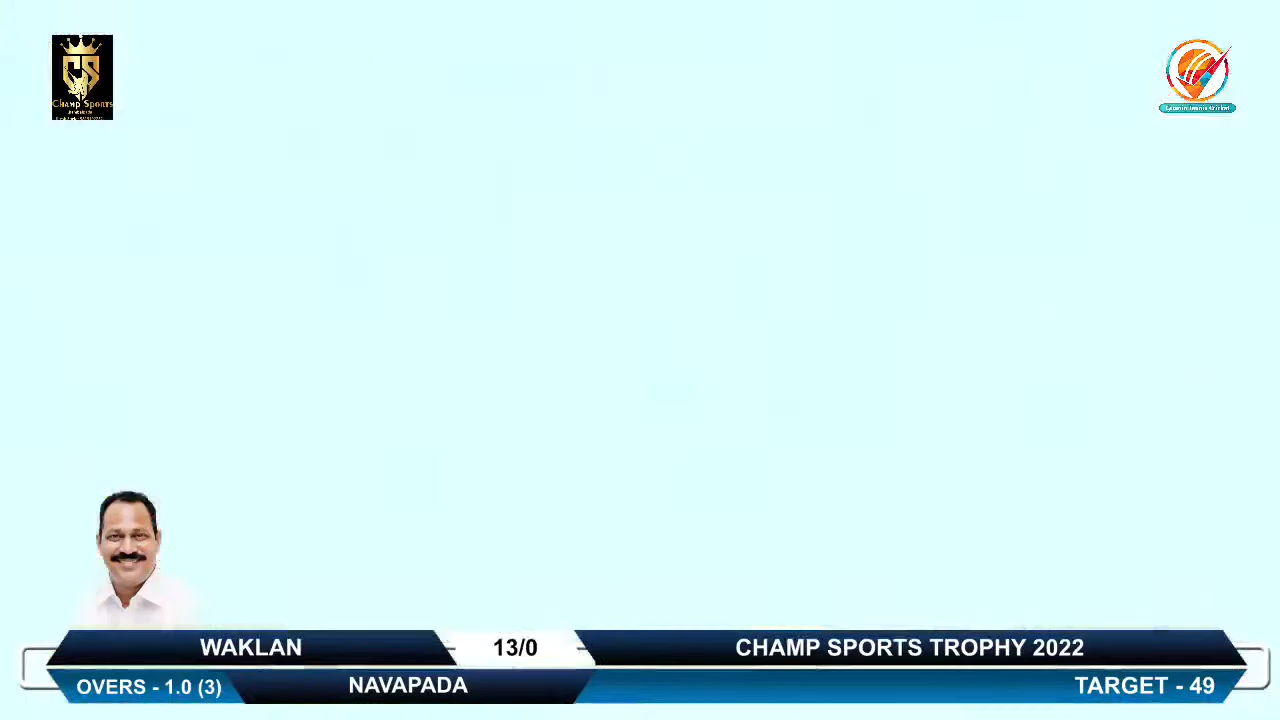 Champ Sports
WAKLAN
13/0
CHAMP SPORTS TROPHY 2022
OVERS - 1.0 (3)
NAVAPADA
TARGET - 49